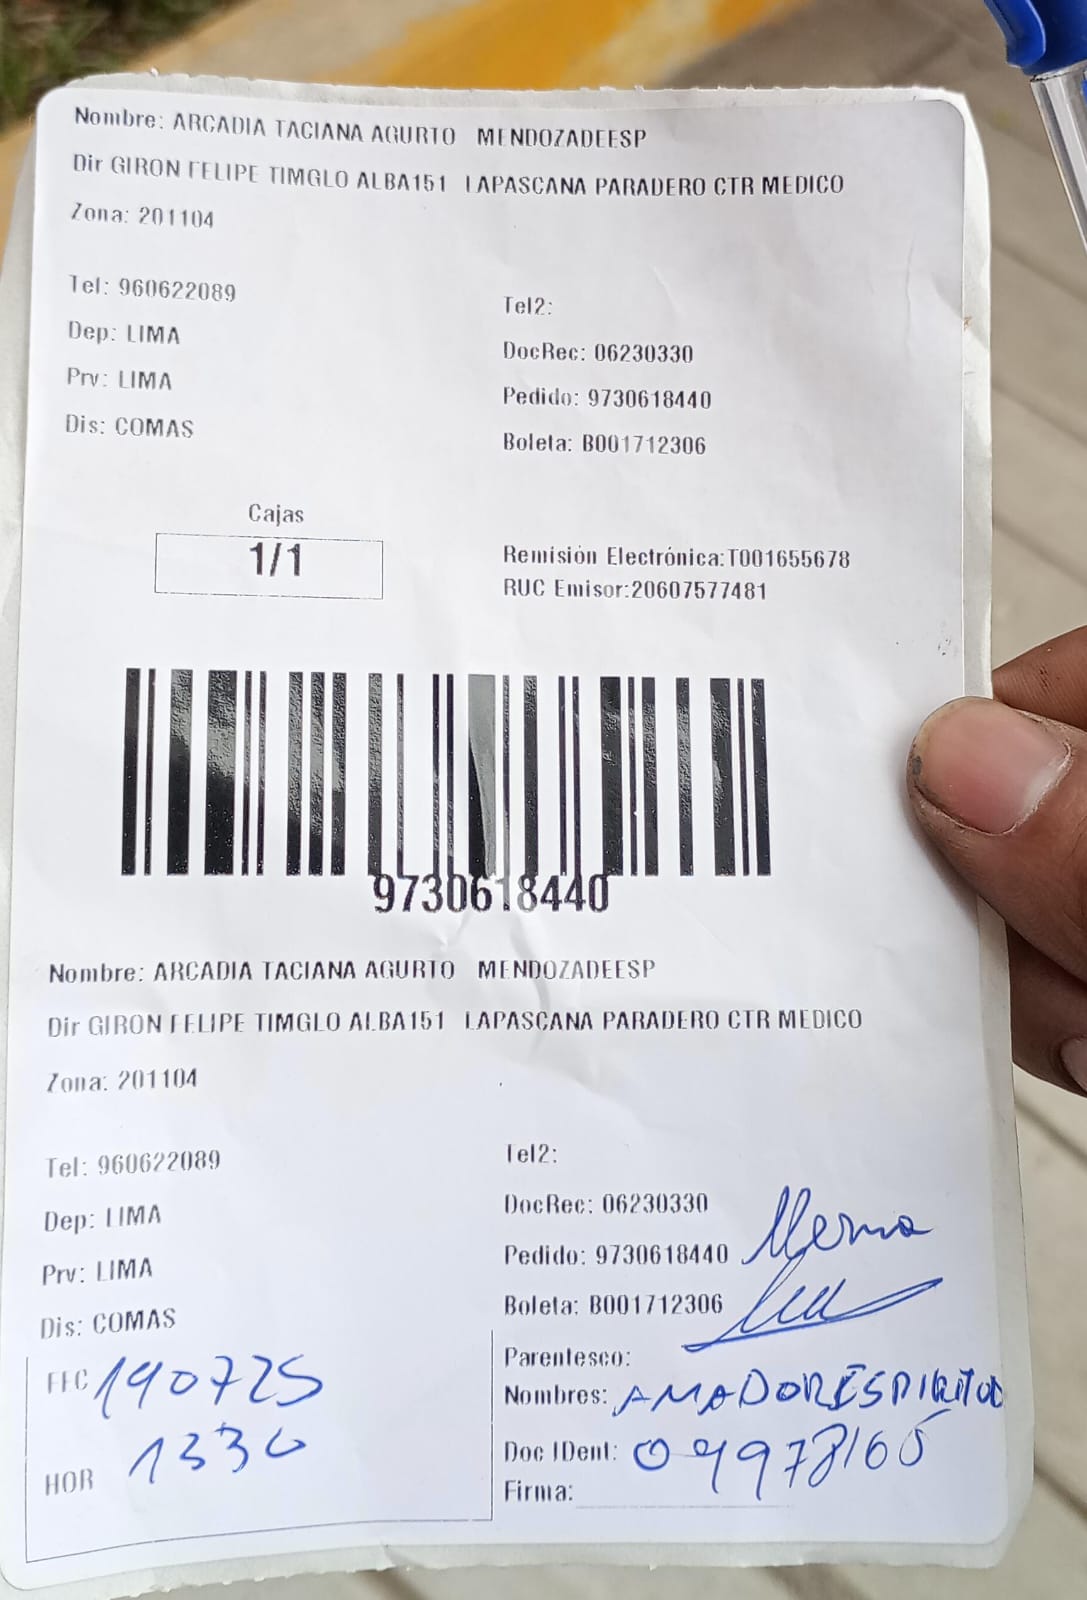 Nombre: ARCADIA TACIANA AGURTO MENDOZADEESP
Dir GIRON FELIPE TIMGLO ALBA151 LAPASCANA PARADERO CTR MEDICO
Zona: 201104
Tel: 960622089
Tel2:
Dep: LIMA
DocRec: 06230330
Prv: LIMA
Pedido: 9730618440
Dis: COMAS
Boleta: B001712306
Cajas
1/1
Remisión Electrónica:T001655678
RUC Emisor:20607577481
9730618440
Nombre: ARCADIA TACIANA AGURTO MENDOZADEESP
Dir GIRON FELIPE TIMGLO ALBA151 LAPASCANA PARADERO CTR MEDICO
Zona: 201104
Tel: 960622089
Tel2:
Dep: LIMA
DocRec: 06230330
Prv: LIMA
Pedido: 9730618440
Dis: COMAS
Boleta: B001712306
FEC 190725
Parentesco:
Nombres: AMADOR ESPIRITU
HOR 1330
Doc IDent: 09978165
Firma: